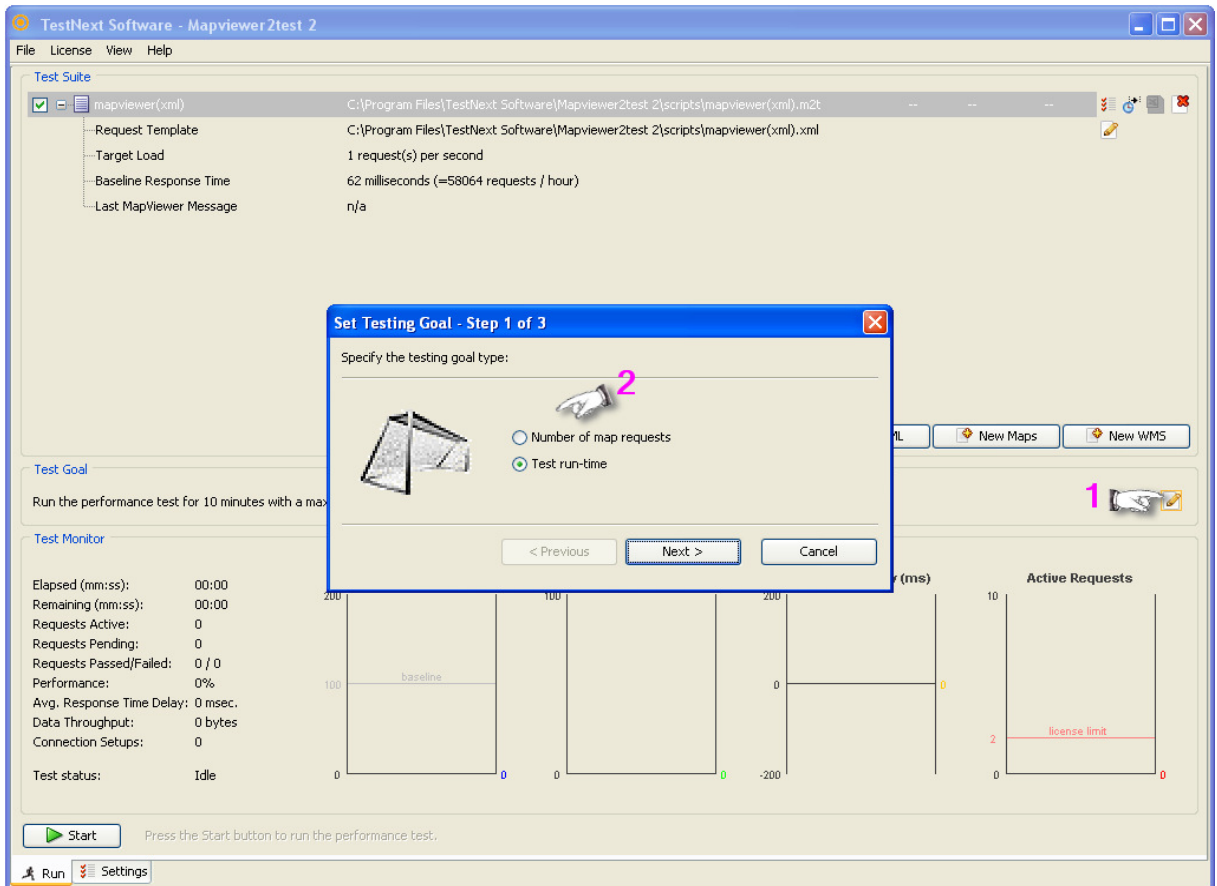 TestNext Software - Mapviewer2test 2
File License View Help
Test Suite
mapviewer(xml) C:\Program Files\TestNext Software\Mapviewer2test 2\scripts\mapviewer(xml).m2t -- -- --
Request Template C:\Program Files\TestNext Software\Mapviewer2test 2\scripts\mapviewer(xml).xml
Target Load 1 request(s) per second
Baseline Response Time 62 milliseconds (=58064 requests / hour)
Last MapViewer Message n/a
Set Testing Goal - Step 1 of 3
Specify the testing goal type:
2
Number of map requests
Test run-time
< Previous Next > Cancel
New Maps New WMS
Test Goal
Run the performance test for 10 minutes with a
1
Test Monitor
(ms) Active Requests
Elapsed (mm:ss): 00:00
Remaining (mm:ss): 00:00
Requests Active: 0
Requests Pending: 0
Requests Passed/Failed: 0 / 0
Performance: 0%
Avg. Response Time Delay: 0 msec.
Data Throughput: 0 bytes
Connection Setups: 0
Test status: Idle
200 100 200 10
100 baseline 0 0
2 license limit
0 0 0 0 -200 0 0
Start Press the Start button to run the performance test.
Run Settings